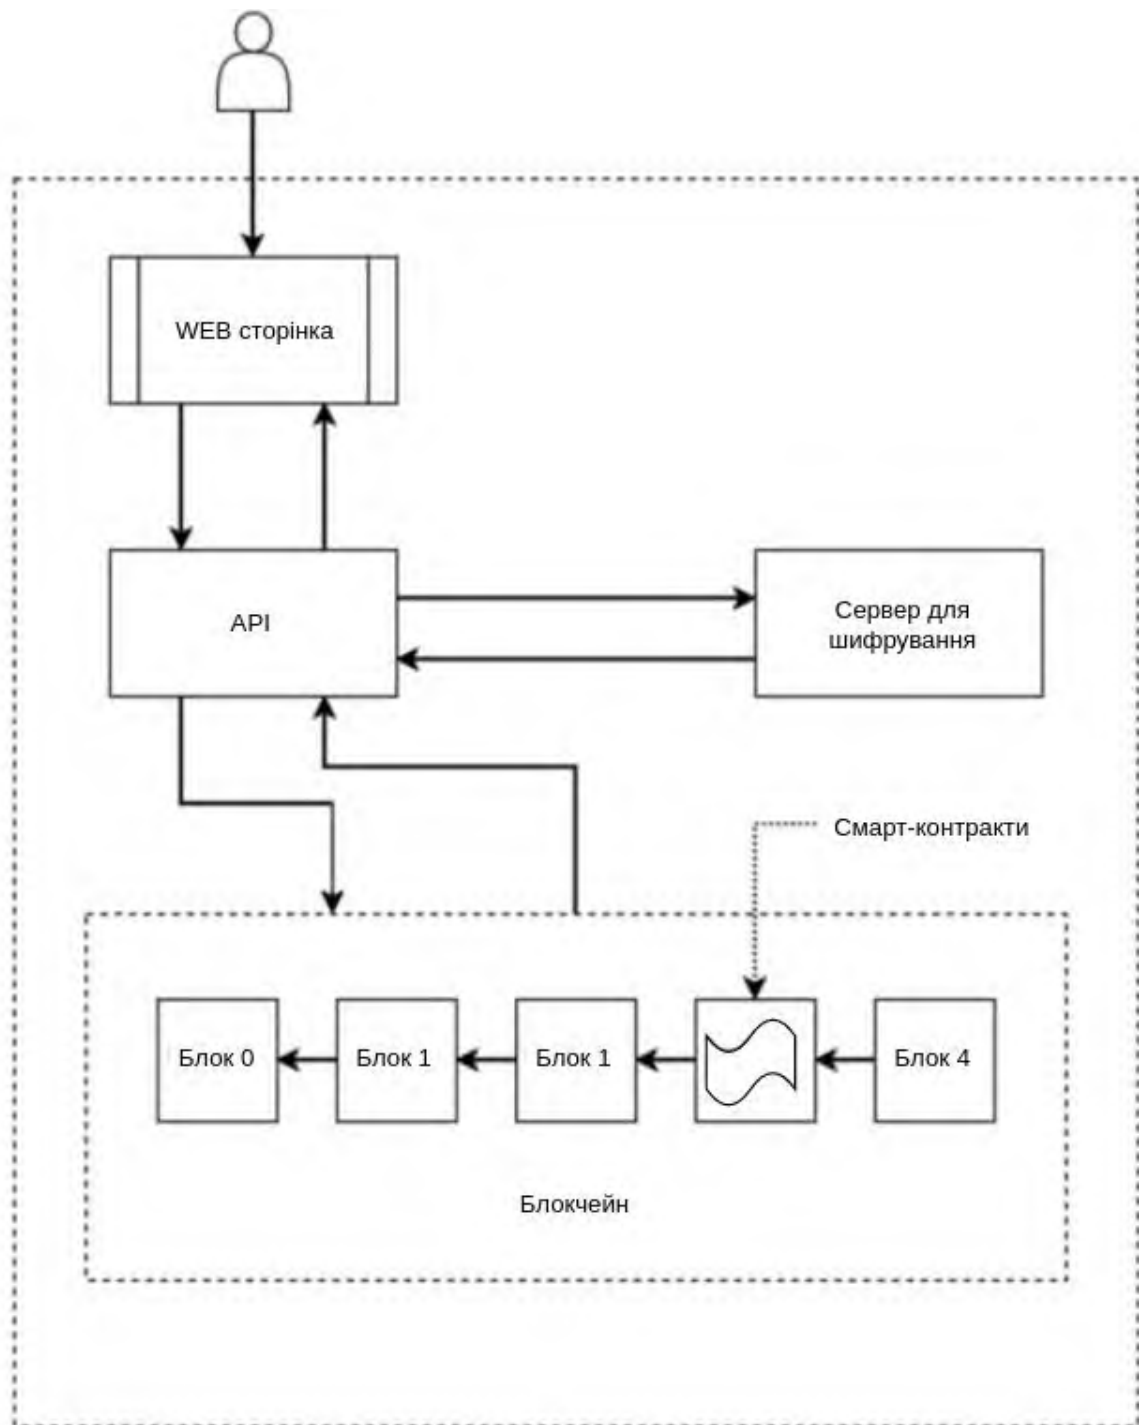 WEB сторінка
API
Сервер для
шифрування
Смарт-контракти
Блок 0
Блок 1
Блок 1
Блок 4
Блокчейн